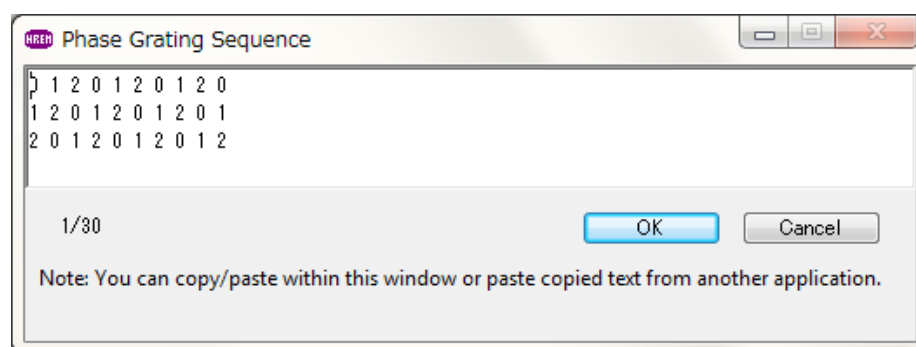 HREM Phase Grating Sequence
0 1 2 0 1 2 0 1 2 0
1 2 0 1 2 0 1 2 0 1
2 0 1 2 0 1 2 0 1 2
1/30 OK Cancel
Note: You can copy/paste within this window or paste copied text from another application.